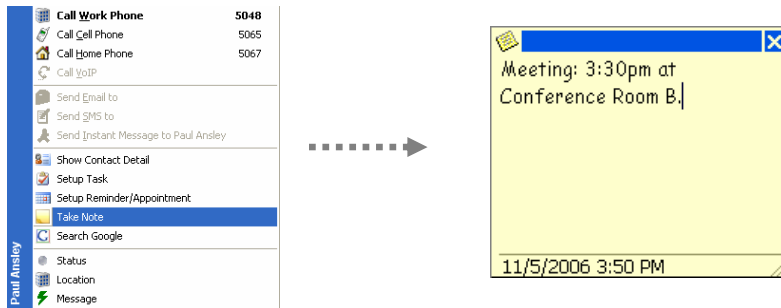 Call Work Phone 5048
Call Cell Phone 5065
Call Home Phone 5067
Call VoIP
Send Email to
Send SMS to
Send Instant Message to Paul Ansley
Show Contact Detail
Setup Task
Setup Reminder/Appointment
Take Note
Search Google
Status
Location
Message
Paul Ansley
Meeting: 3:30pm at
Conference Room B.
11/5/2006 3:50 PM